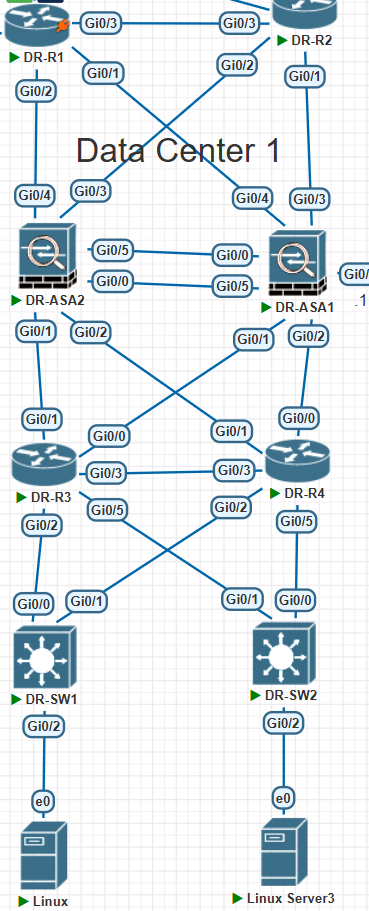 Gi0/3 Gi0/3
DR-R1 DR-R2
Gi0/1 Gi0/2 Gi0/1
Gi0/2
Data Center 1
Gi0/4 Gi0/3 Gi0/4 Gi0/3
Gi0/5 Gi0/0
Gi0/0 Gi0/5
DR-ASA2 DR-ASA1 .1
Gi0/1 Gi0/2 Gi0/1 Gi0/2
Gi0/1 Gi0/0 Gi0/1 Gi0/0
Gi0/3 Gi0/3
DR-R3 DR-R4
Gi0/2 Gi0/5 Gi0/2 Gi0/5
Gi0/0 Gi0/1 Gi0/1 Gi0/0
DR-SW1 DR-SW2
Gi0/2 Gi0/2
e0 e0
Linux Linux Server3